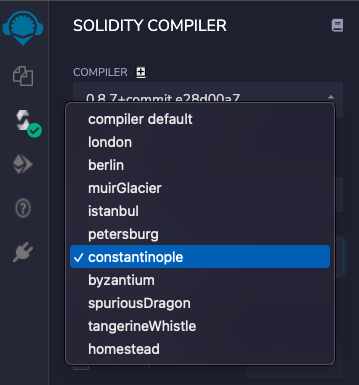 SOLIDITY COMPILER
COMPILER
0.8.7+commit.e28d00a7
compiler default
london
berlin
muirGlacier
istanbul
petersburg
constantinople
byzantium
spuriousDragon
tangerineWhistle
homestead